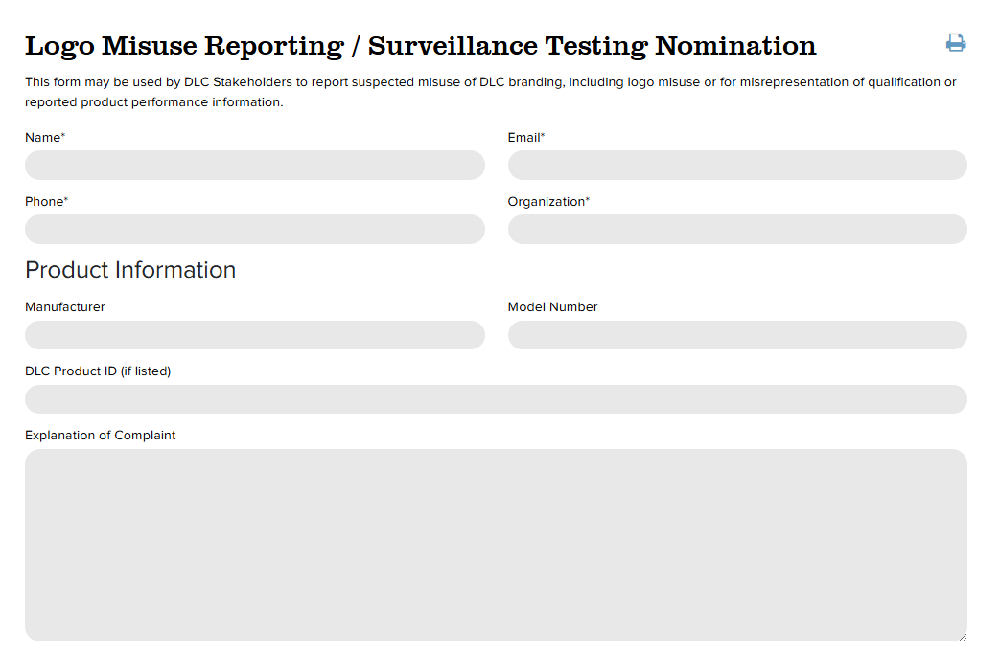 Logo Misuse Reporting / Surveillance Testing Nomination
This form may be used by DLC Stakeholders to report suspected misuse of DLC branding, including logo misuse or for misrepresentation of qualification or
reported product performance information.
Name*
Email*
Phone*
Organization*
Product Information
Manufacturer
Model Number
DLC Product ID (if listed)
Explanation of Complaint